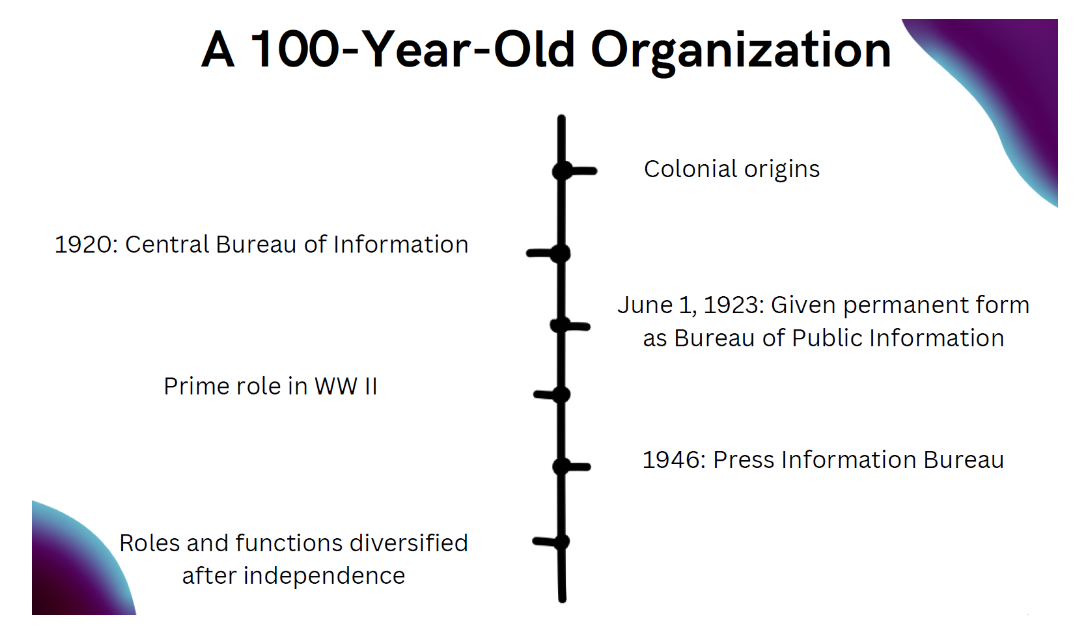 A 100-Year-Old Organization
Colonial origins
1920: Central Bureau of Information
June 1, 1923: Given permanent form
as Bureau of Public Information
Prime role in WW II
1946: Press Information Bureau
Roles and functions diversified
after independence